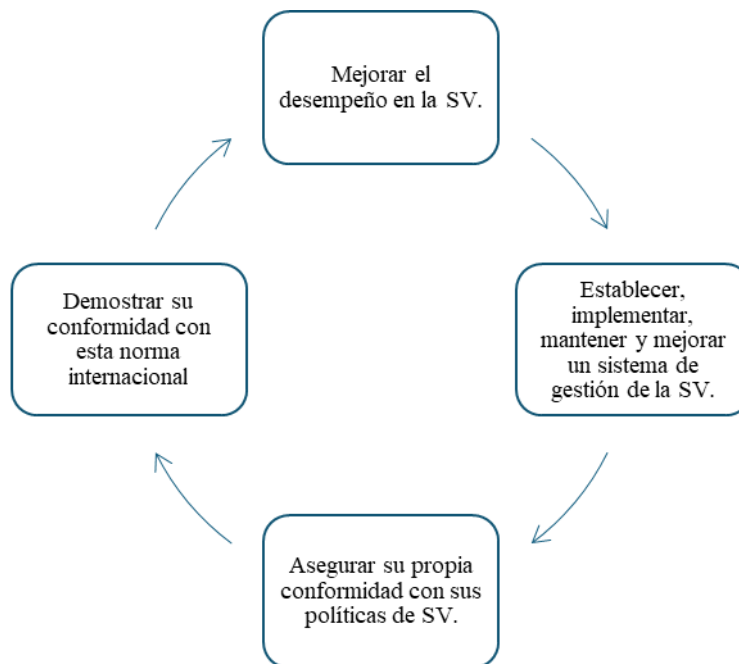 Mejorar el
desempeño en la SV.
Establecer,
implementar,
mantener y mejorar
un sistema de
gestión de la SV.
Asegurar su propia
conformidad con sus
políticas de SV.
Demostrar su
conformidad con
esta norma
internacional